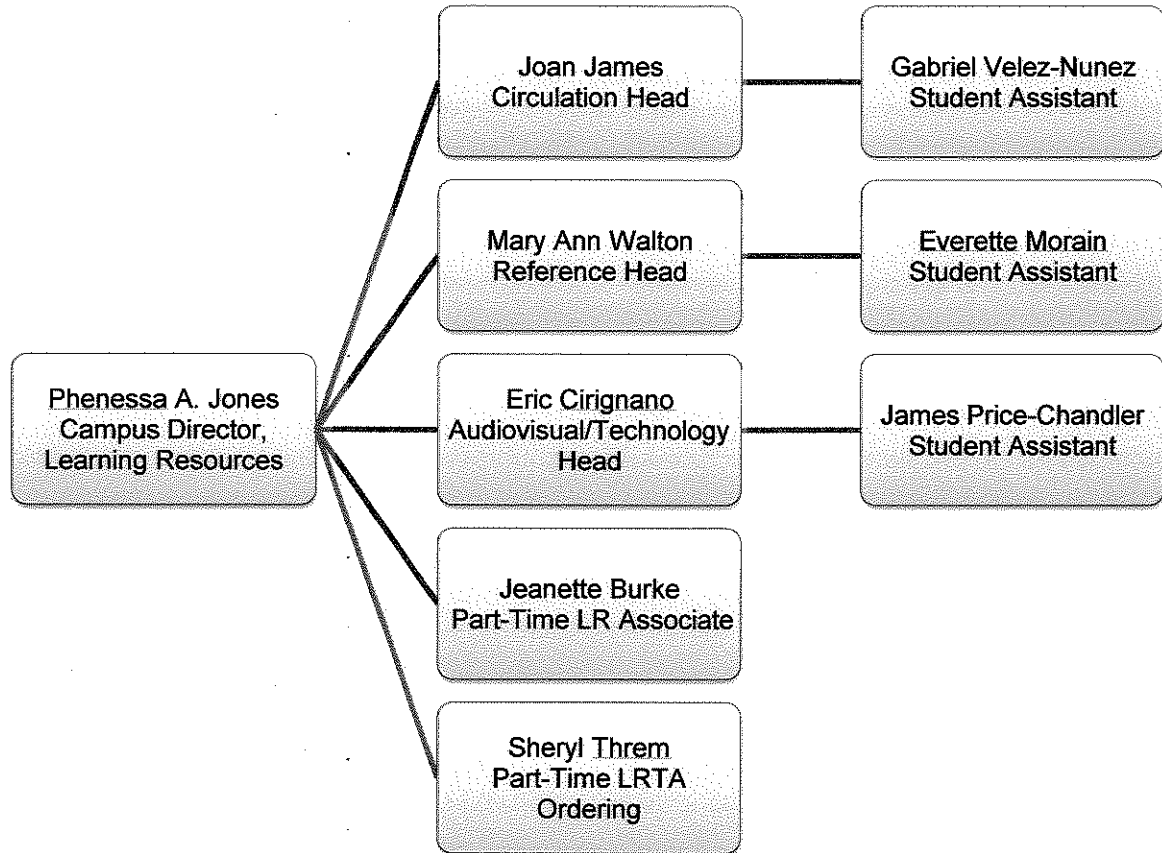 Joan James
Circulation Head
Gabriel Velez-Nunez
Student Assistant
Mary Ann Walton
Reference Head
Everette Morain
Student Assistant
Phenessa A. Jones
Campus Director,
Learning Resources
Eric Cirignano
Audiovisual/Technology
Head
James Price-Chandler
Student Assistant
Jeanette Burke
Part-Time LR Associate
Sheryl Threm
Part-Time LRTA
Ordering